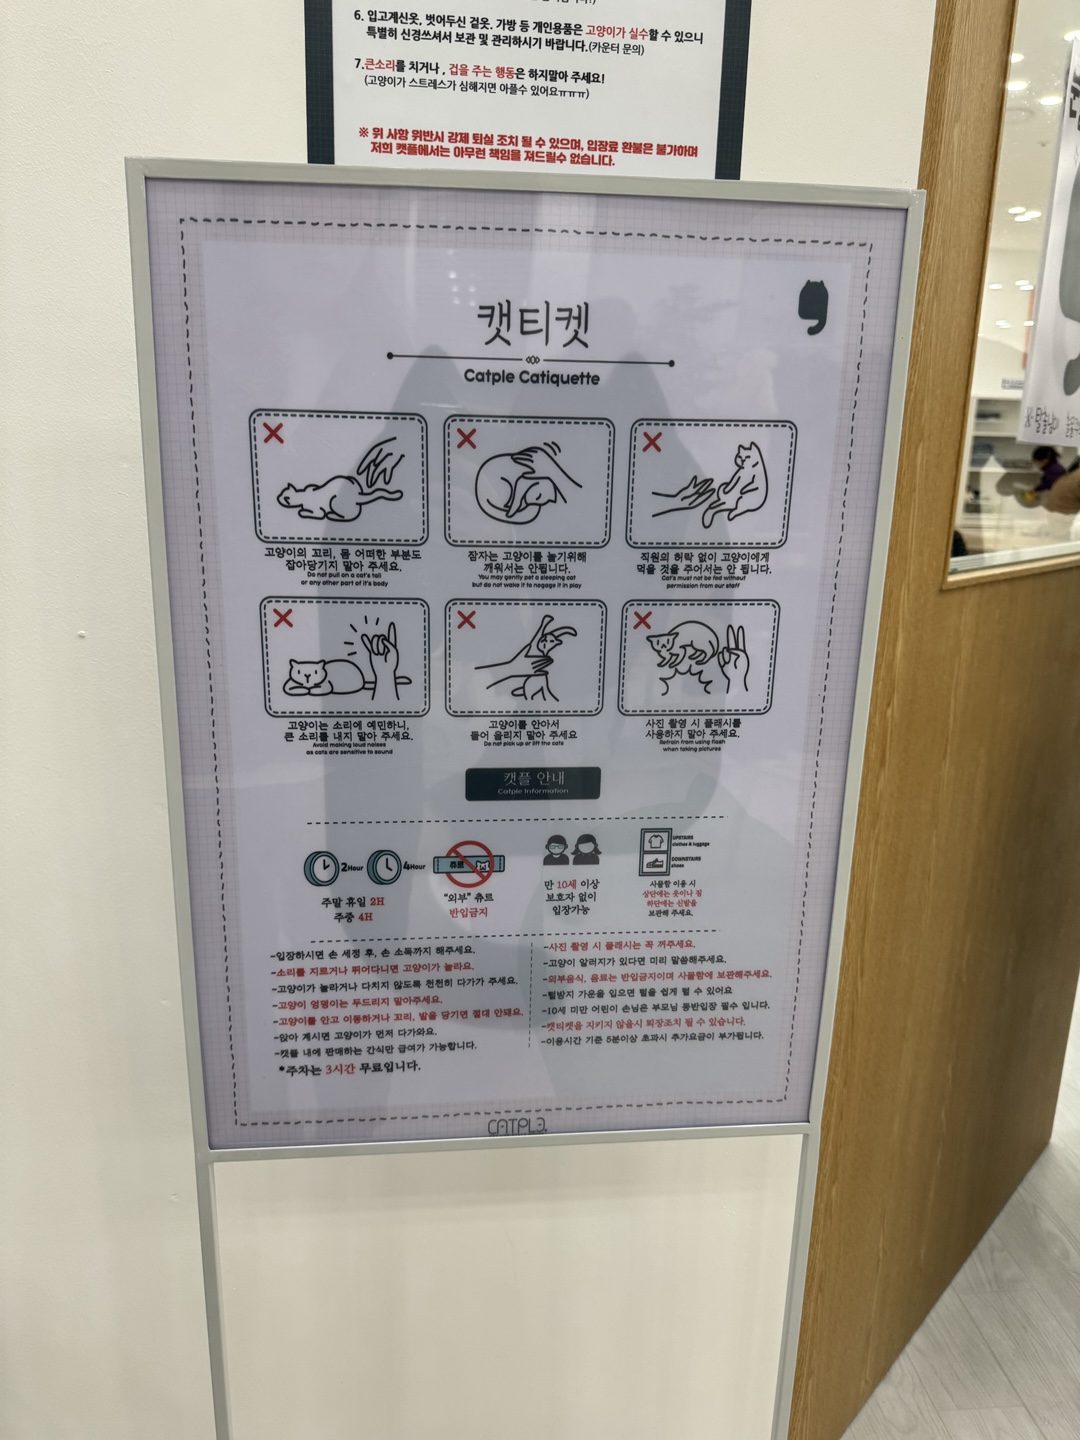 6. 입고계신옷, 벗어두신 겉옷. 가방 등 개인용품은 고양이가 실수할 수 있으니
특별히 신경쓰셔서 보관 및 관리하시기 바랍니다.(카운터 문의)
7.큰소리를 치거나 , 겁을 주는 행동은 하지말아 주세요!
(고양이가 스트레스가 심해지면 아플수 있어요ㅠㅠㅠ)
※ 위 사항 위반시 강제 퇴실 조치 될 수 있으며, 입장료 환불은 불가하며
저희 캣플에서는 아무런 책임을 져드릴수 없습니다.
캣티켓
Catple Catiquette
고양이의 꼬리, 몸 어떠한 부분도
잡아당기지 말아 주세요.
Do not pull on a cat's tail
or any other part of it's body
잠자는 고양이를 놀기위해
깨워서는 안됩니다.
You may gently pet a sleeping cat
but do not wake it to nagage it in play
직원의 허락 없이 고양이에게
먹을 것을 주어서는 안 됩니다.
Cat's must not be fed without
permission from our staff
고양이는 소리에 예민하니,
큰 소리를 내지 말아 주세요.
Avoid making loud noises
as cats are sensitive to sound
고양이를 안아서
들어 올리지 말아 주세요
Do not pick up or lift the cats
사진 촬영 시 플래시를
사용하지 말아 주세요.
Refrain from using flash
when taking pictures
캣플 안내
Catple Information
2Hour
4Hour
주말 휴일 2H
주중 4H
츄르
"외부" 츄르
반입금지
만 10세 이상
보호자 없이
입장가능
UPSTAIRS
clothes & luggage
DOWNSTAIRS
shoes
사물함 이용 시
상단에는 옷이나 짐
하단에는 신발을
보관해 주세요.
-입장하시면 손 세정 후, 손 소독까지 해주세요.
-소리를 지르거나 뛰어다니면 고양이가 놀라요.
-고양이가 놀라거나 다치지 않도록 천천히 다가가 주세요.
-고양이 엉덩이는 두드리지 말아주세요.
-고양이를 안고 이동하거나 꼬리, 발을 당기면 절대 안돼요.
-앉아 계시면 고양이가 먼저 다가와요.
-캣플 내에 판매하는 간식만 급여가 가능합니다.
*주차는 3시간 무료입니다.
-사진 촬영 시 플래시는 꼭 꺼주세요.
-고양이 알러지가 있다면 미리 말씀해주세요.
-외부음식, 음료는 반입금지이며 사물함에 보관해주세요.
-털방지 가운을 입으면 털을 쉽게 뗄 수 있어요
-10세 미만 어린이 손님은 부모님 동반입장 필수 입니다.
-캣티켓을 지키지 않을시 퇴장조치 될 수 있습니다.
-이용시간 기준 5분이상 초과시 추가요금이 부가됩니다.
CATPLE